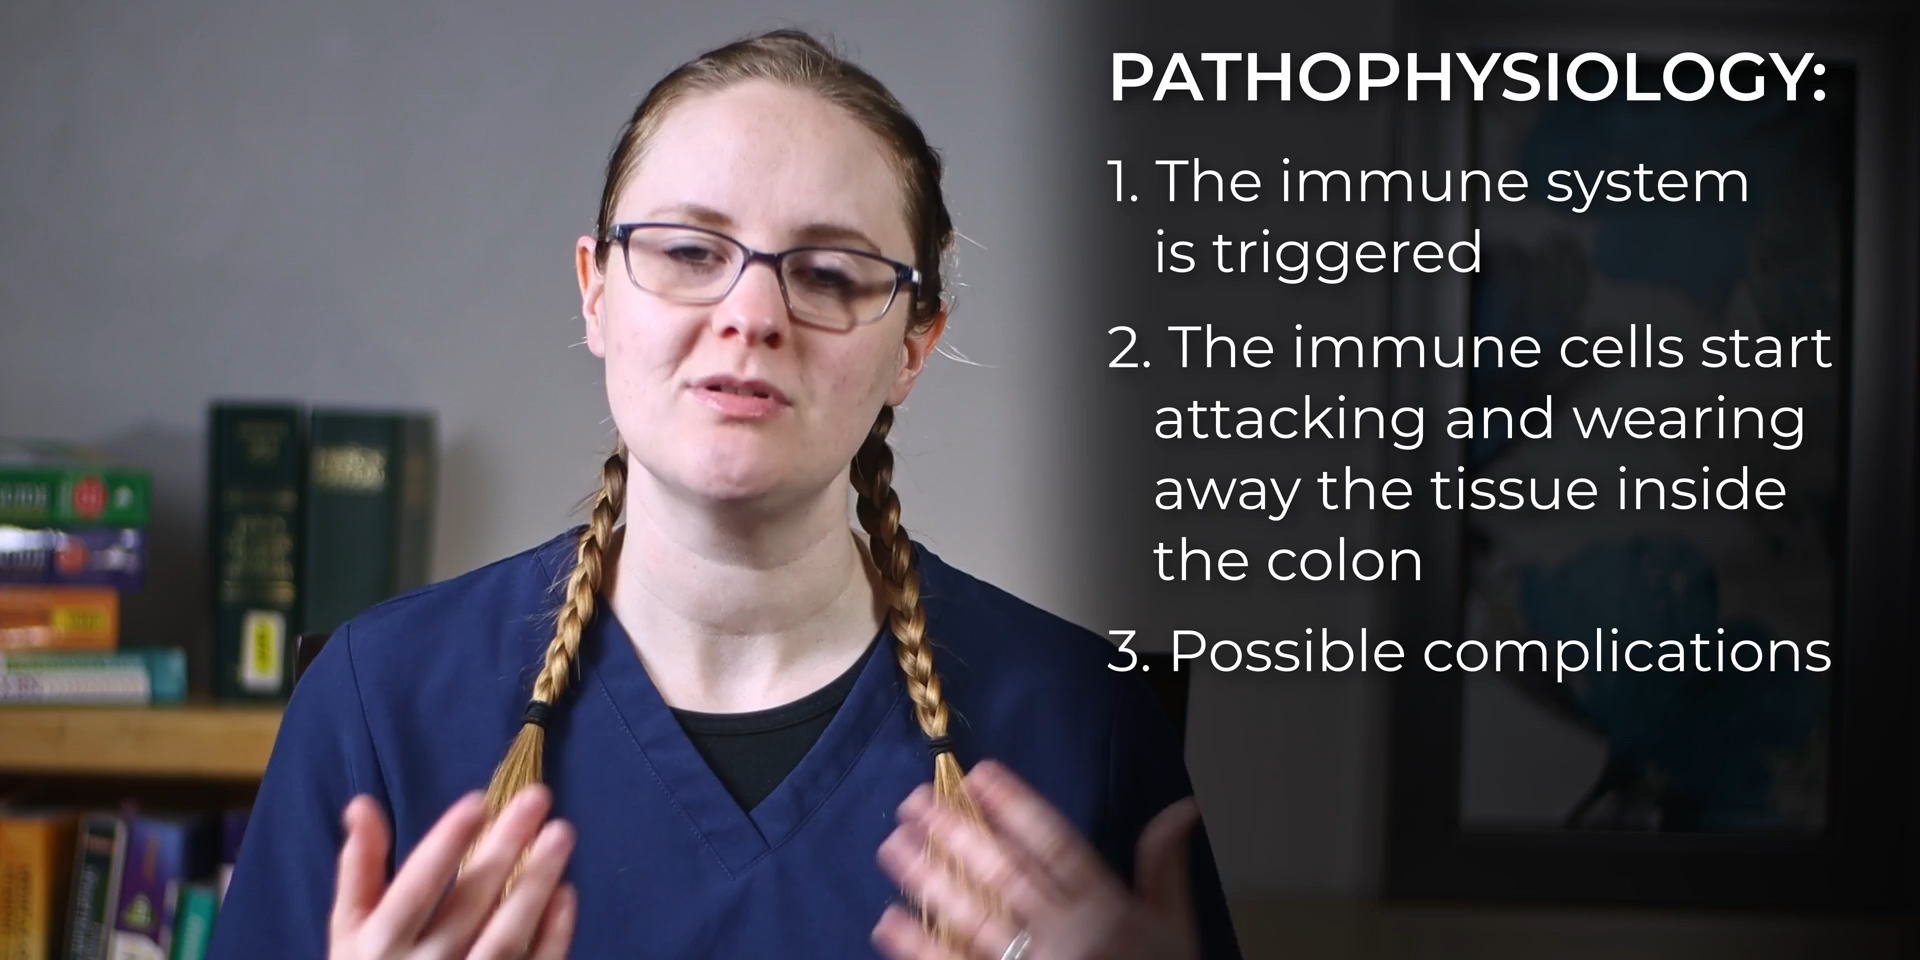 PATHOPHYSIOLOGY:
1. The immune system
is triggered
2. The immune cells start
attacking and wearing
away the tissue inside
the colon
3. Possible complications